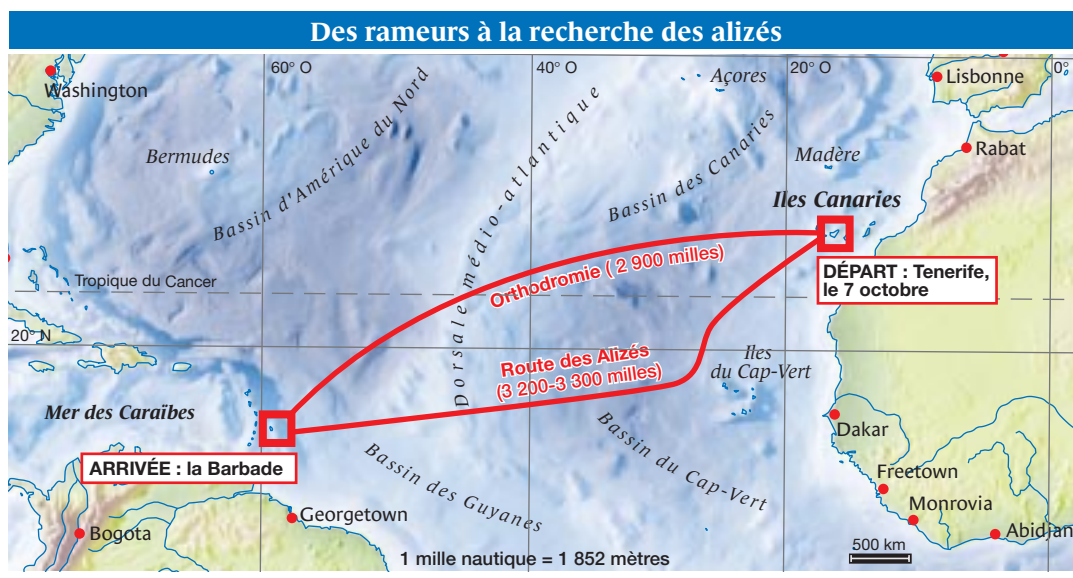 Des rameurs à la recherche des alizés
60° O
40° O
20° O
0°
Washington
Açores
Lisbonne
Bermudes
Bassin d'Amérique du Nord
Dorsale médio-atlantique
Bassin des Canaries
Madère
Rabat
Iles Canaries
Orthodromie ( 2 900 milles)
DÉPART : Tenerife,
le 7 octobre
Tropique du Cancer
20° N
Route des Alizés
(3 200-3 300 milles)
Iles
du Cap-Vert
Mer des Caraïbes
Dakar
ARRIVÉE : la Barbade
Bassin des Guyanes
Bassin du Cap-Vert
Freetown
Monrovia
Georgetown
Bogota
Abidjan
1 mille nautique = 1 852 mètres
500 km